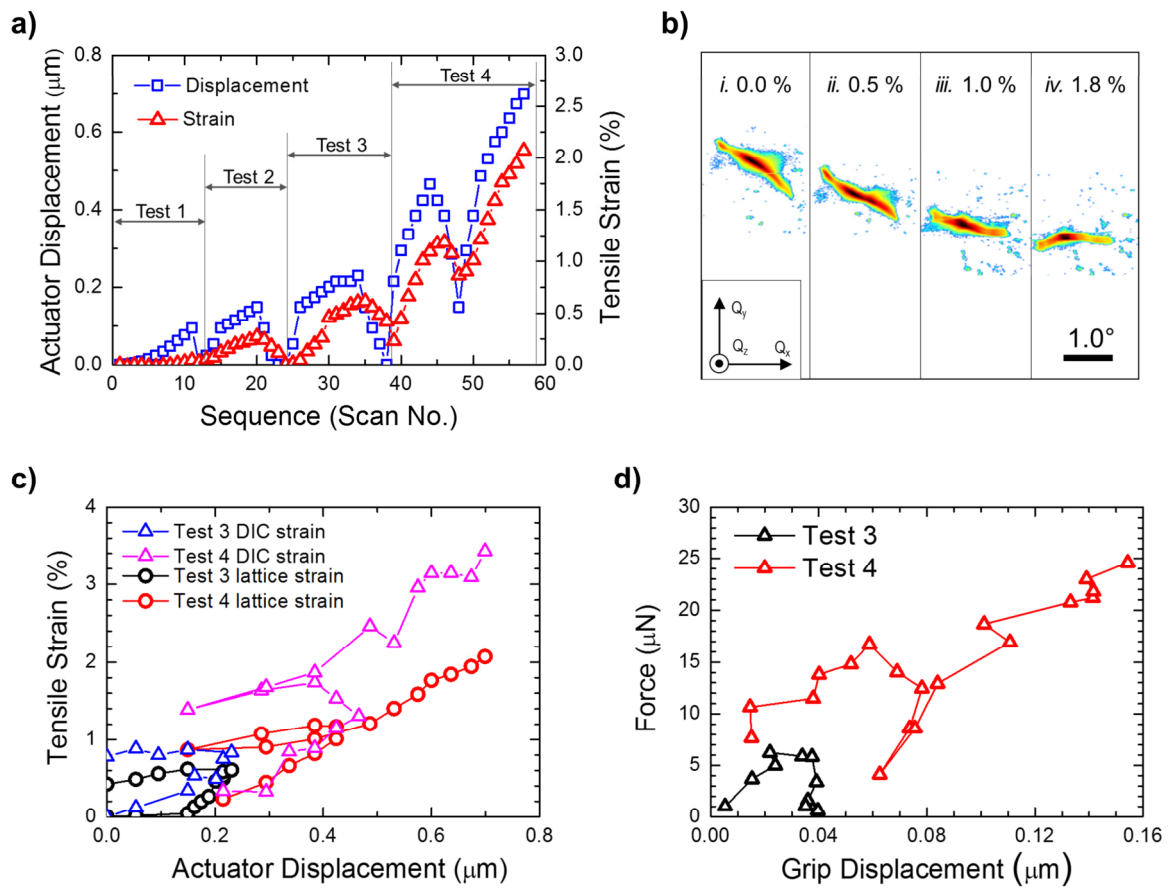 a)
0.8
0.6
0.4
0.2
0.0
Actuator Displacement (μm)
3.0
2.5
2.0
1.5
1.0
0.5
0.0
Tensile Strain (%)
Displacement
Strain
Test 1
Test 2
Test 3
Test 4
0 10 20 30 40 50 60
Sequence (Scan No.)
b)
i. 0.0 %
ii. 0.5 %
iii. 1.0 %
iv. 1.8 %
Qy
Qz
Qx
1.0°
c)
4
3
2
1
0
Tensile Strain (%)
Test 3 DIC strain
Test 4 DIC strain
Test 3 lattice strain
Test 4 lattice strain
0.0 0.2 0.4 0.6 0.8
Actuator Displacement (μm)
d)
30
25
20
15
10
5
0
Force (μN)
Test 3
Test 4
0.00 0.04 0.08 0.12 0.16
Grip Displacement (μm)